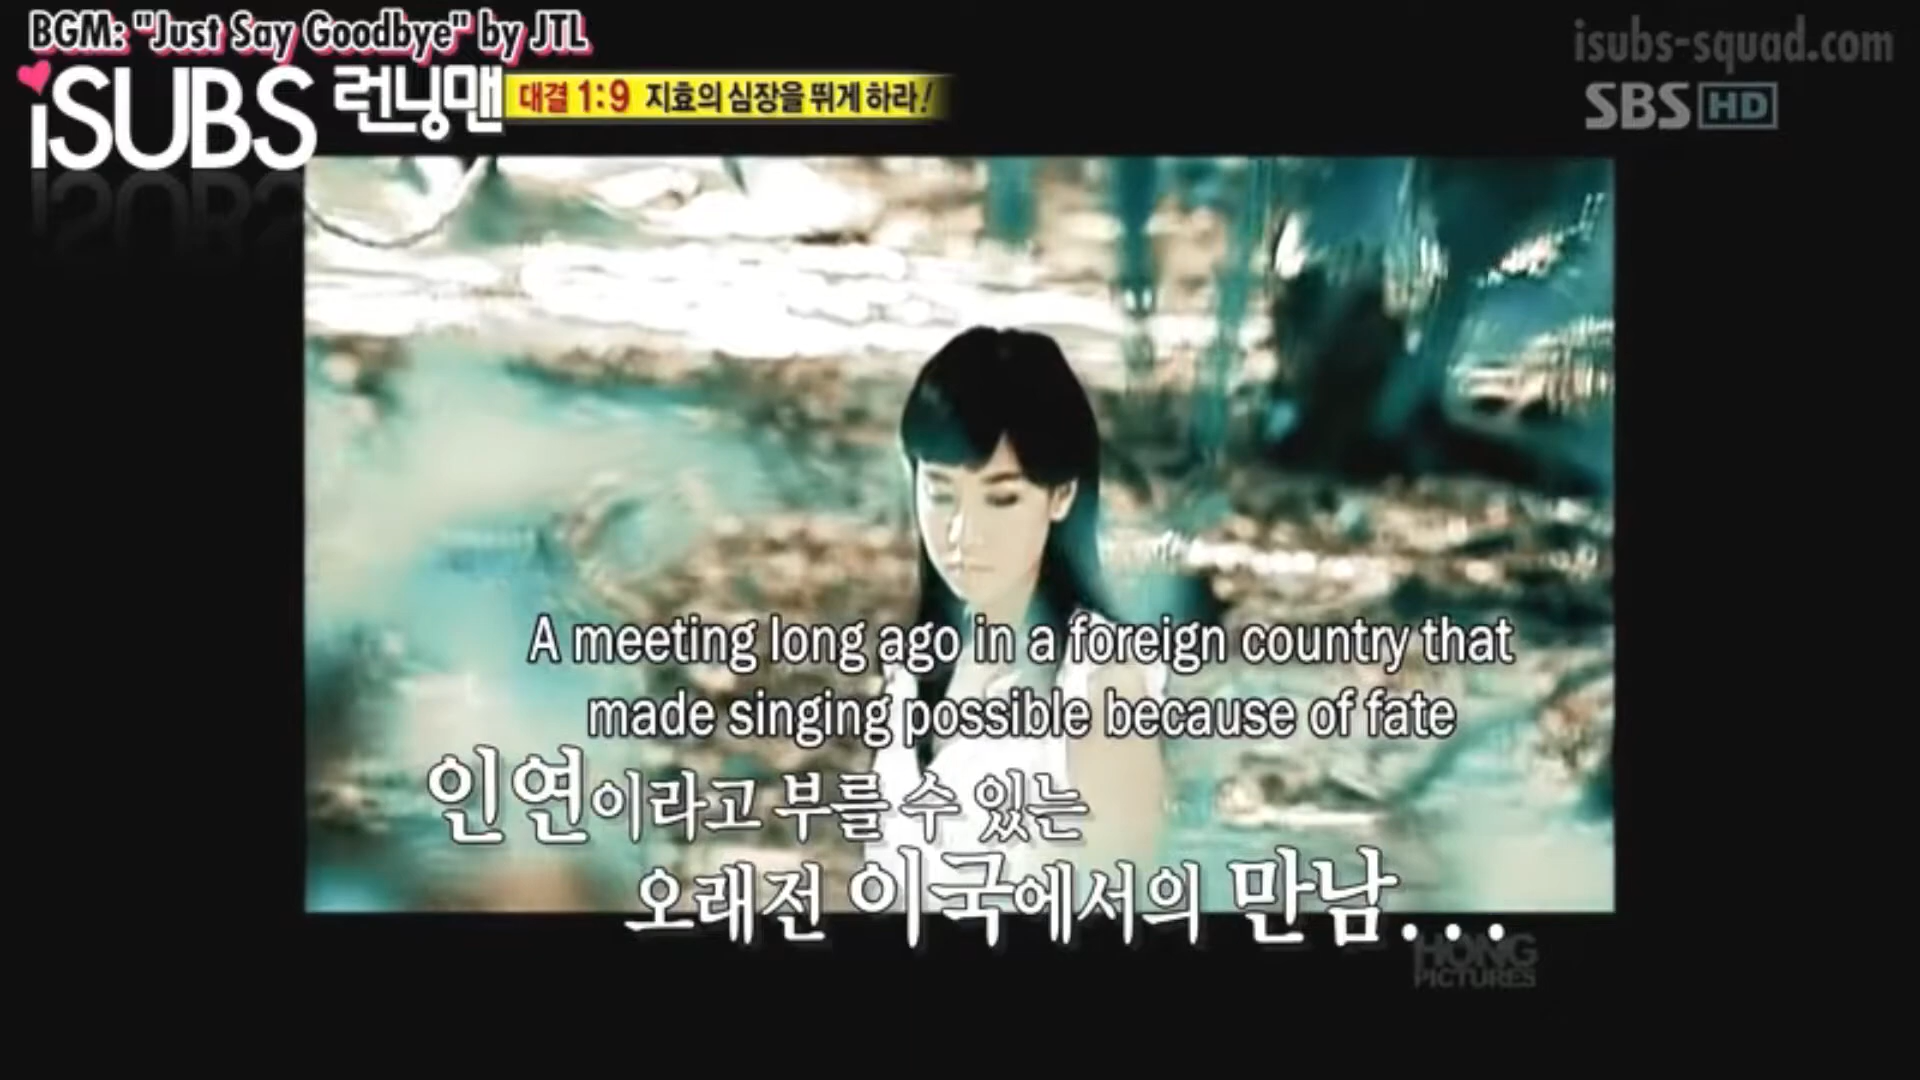 BGM: "Just Say Goodbye" by JTL
isubs-squad.com
iSUBS
런닝맨
대결 1:9 지효의 심장을 뛰게 하라!
SBS HD
A meeting long ago in a foreign country that
made singing possible because of fate
인연이라고 부를 수 있는
오래전 이국에서의 만남...
HONG
PICTURES